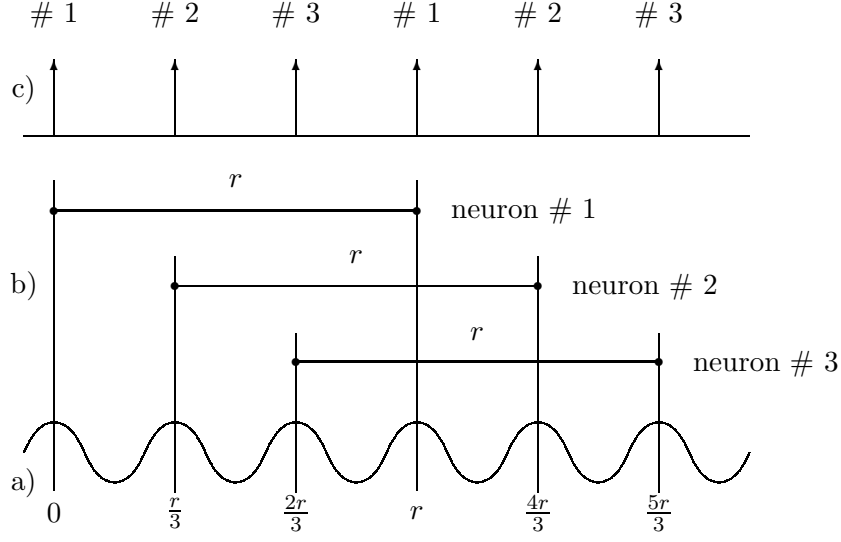 # 1 # 2 # 3 # 1 # 2 # 3
c)
r
neuron # 1
r
b) neuron # 2
r
neuron # 3
a)
0 r/3 2r/3 r 4r/3 5r/3